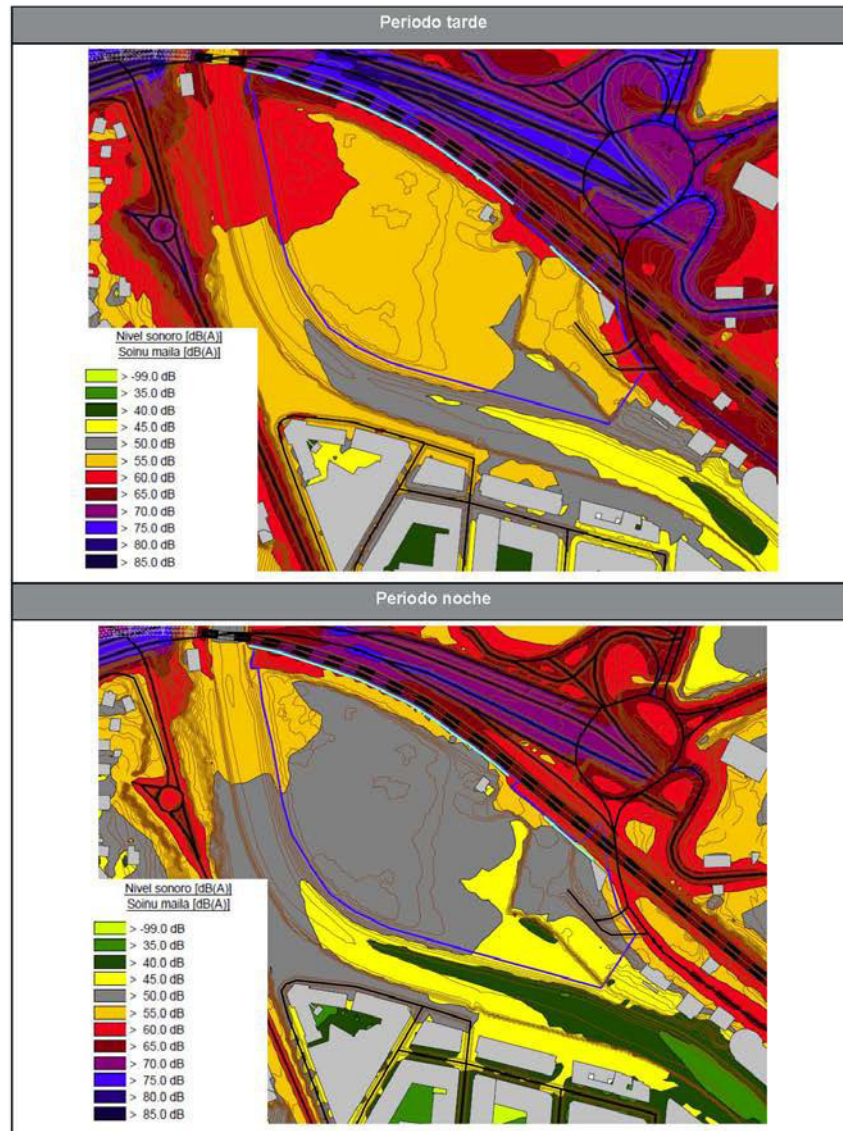 Periodo tarde
Nivel sonoro [dB(A)]
Soinu maila [dB(A)]
> -99.0 dB
> 35.0 dB
> 40.0 dB
> 45.0 dB
> 50.0 dB
> 55.0 dB
> 60.0 dB
> 65.0 dB
> 70.0 dB
> 75.0 dB
> 80.0 dB
> 85.0 dB
Periodo noche
Nivel sonoro [dB(A)]
Soinu maila [dB(A)]
> -99.0 dB
> 35.0 dB
> 40.0 dB
> 45.0 dB
> 50.0 dB
> 55.0 dB
> 60.0 dB
> 65.0 dB
> 70.0 dB
> 75.0 dB
> 80.0 dB
> 85.0 dB